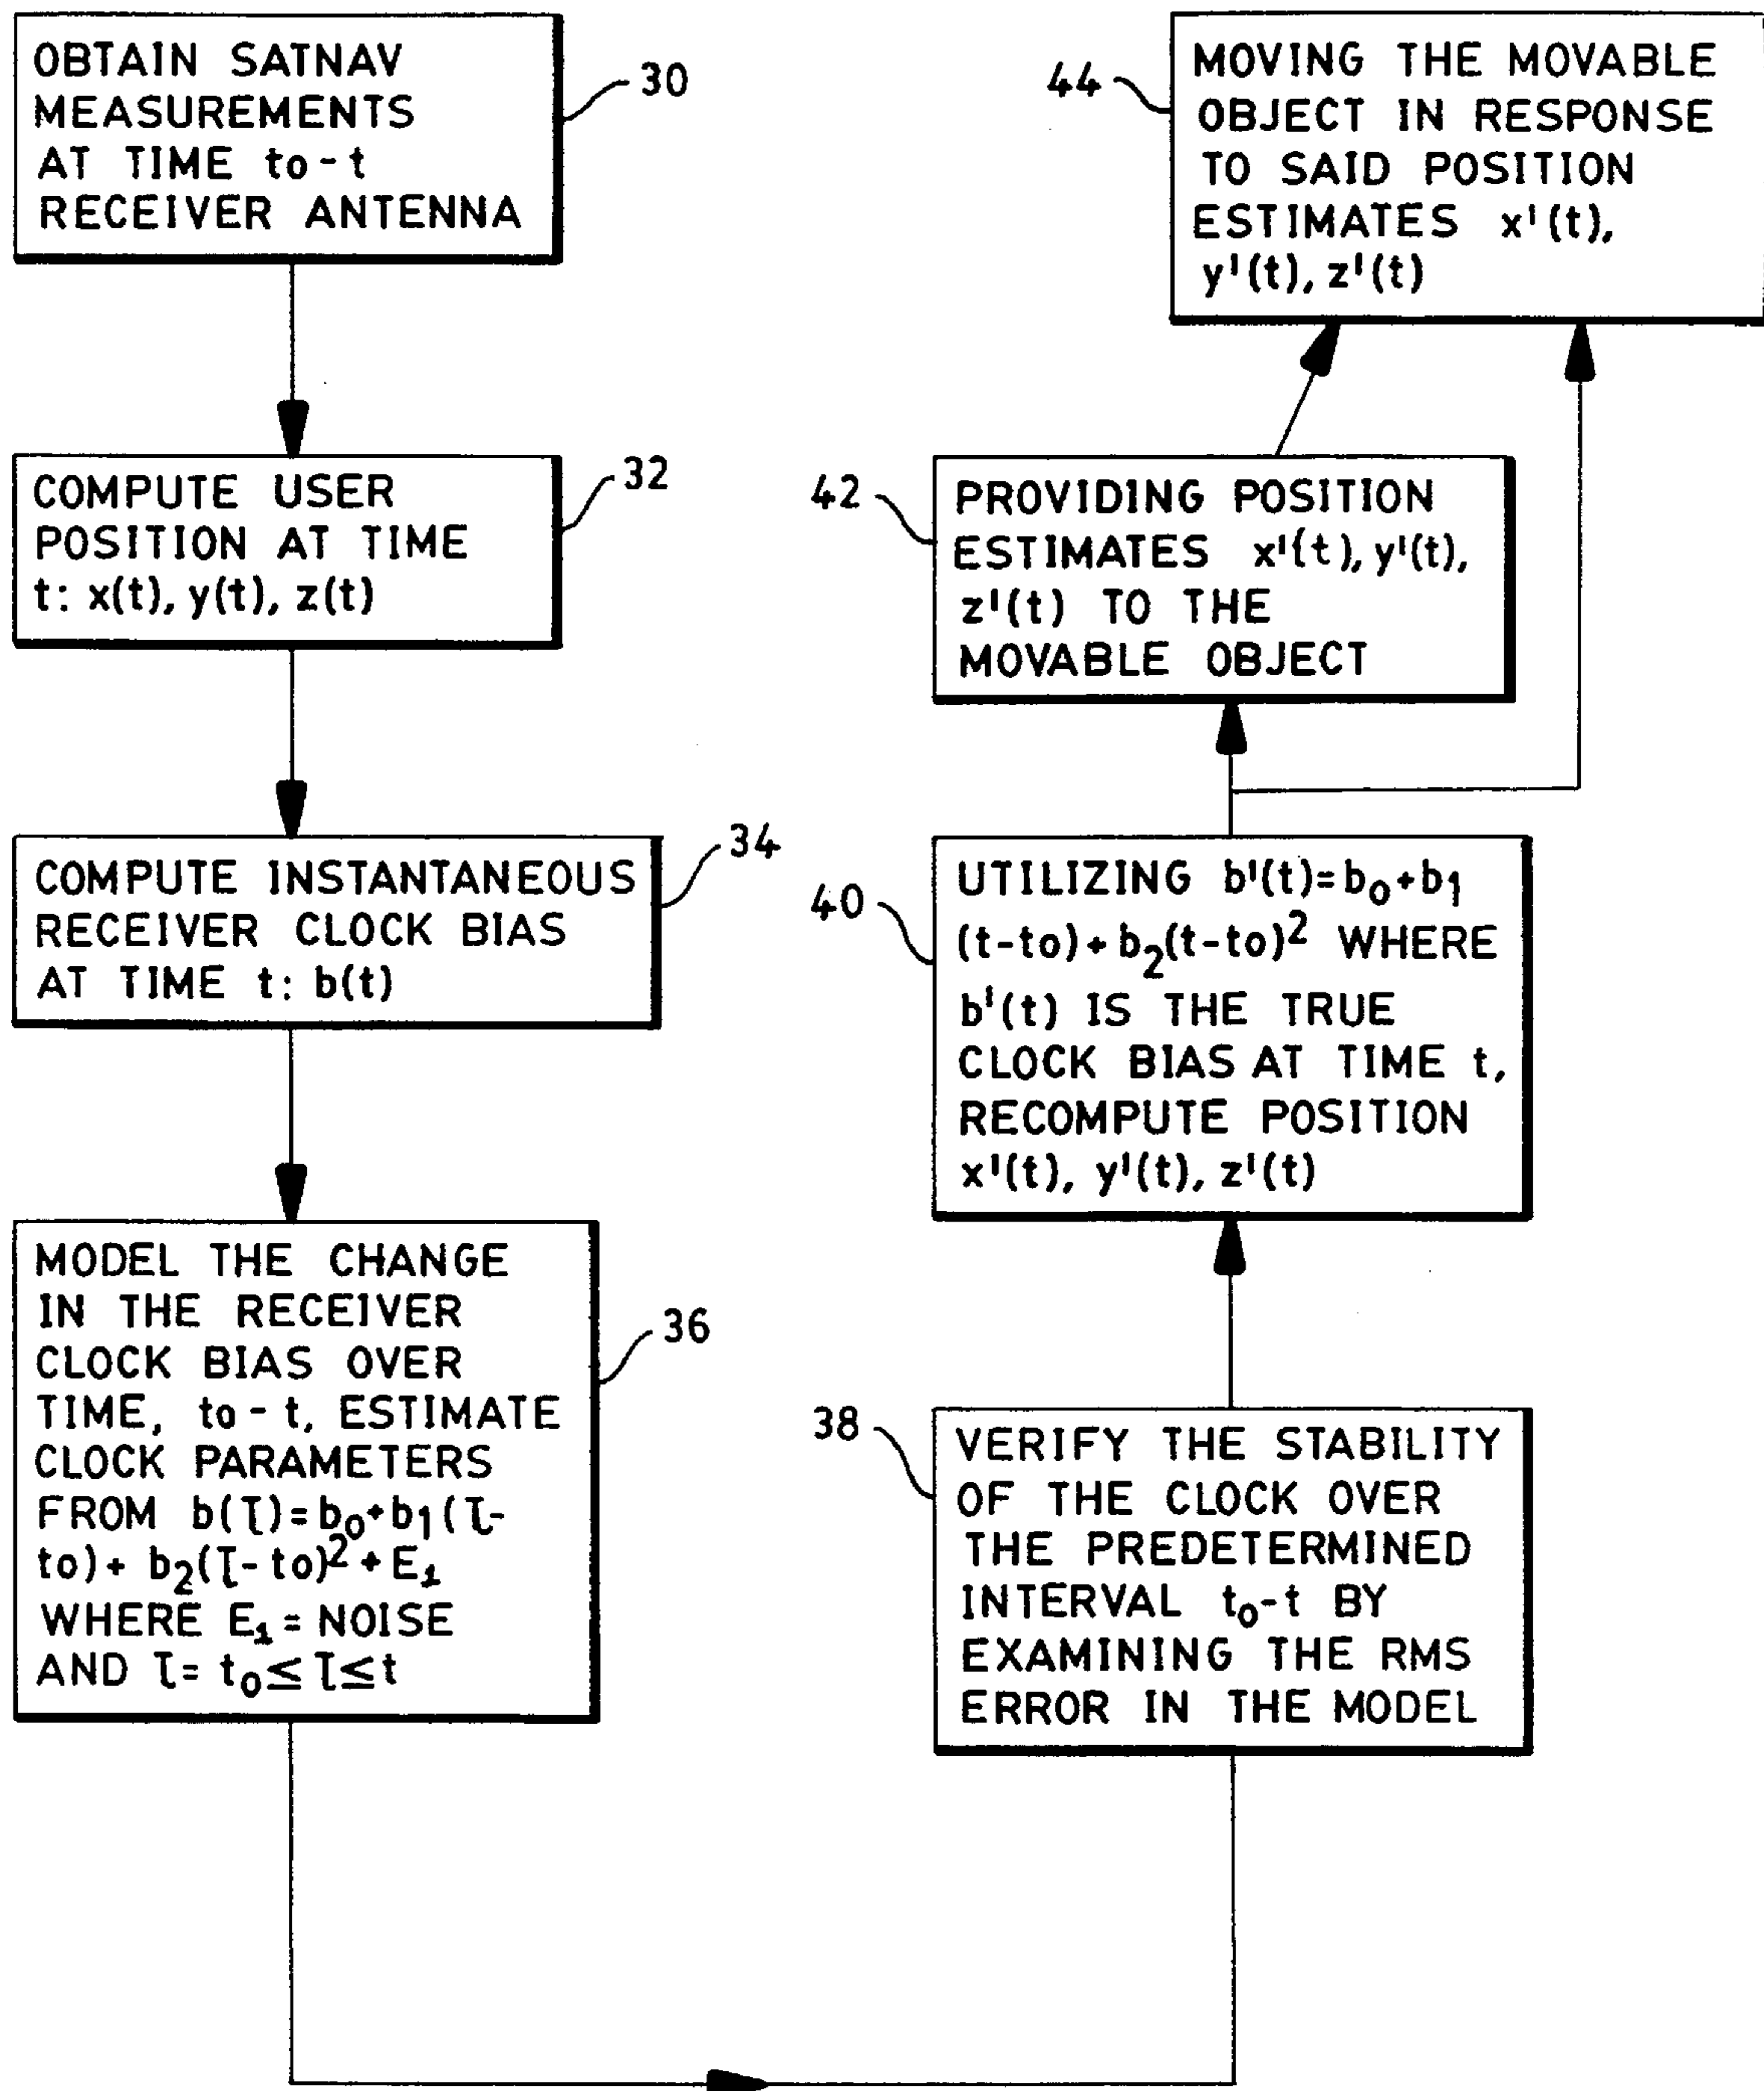 OBTAIN SATNAV
MEASUREMENTS
AT TIME to-t
RECEIVER ANTENNA
30
COMPUTE USER
POSITION AT TIME
t: x(t), y(t), z(t)
32
COMPUTE INSTANTANEOUS
RECEIVER CLOCK BIAS
AT TIME t: b(t)
34
MODEL THE CHANGE
IN THE RECEIVER
CLOCK BIAS OVER
TIME, to-t, ESTIMATE
CLOCK PARAMETERS
FROM b(τ)=b₀+b₁(τ-
to)+ b₂(τ-to)²+E₁
WHERE E₁=NOISE
AND τ= t₀≤τ≤t
36
38
VERIFY THE STABILITY
OF THE CLOCK OVER
THE PREDETERMINED
INTERVAL t₀-t BY
EXAMINING THE RMS
ERROR IN THE MODEL
40
UTILIZING b'(t)=b₀+b₁
(t-to)+b₂(t-to)² WHERE
b'(t) IS THE TRUE
CLOCK BIAS AT TIME t,
RECOMPUTE POSITION
x'(t), y'(t), z'(t)
42
PROVIDING POSITION
ESTIMATES x'(t), y'(t),
z'(t) TO THE
MOVABLE OBJECT
44
MOVING THE MOVABLE
OBJECT IN RESPONSE
TO SAID POSITION
ESTIMATES x'(t),
y'(t), z'(t)